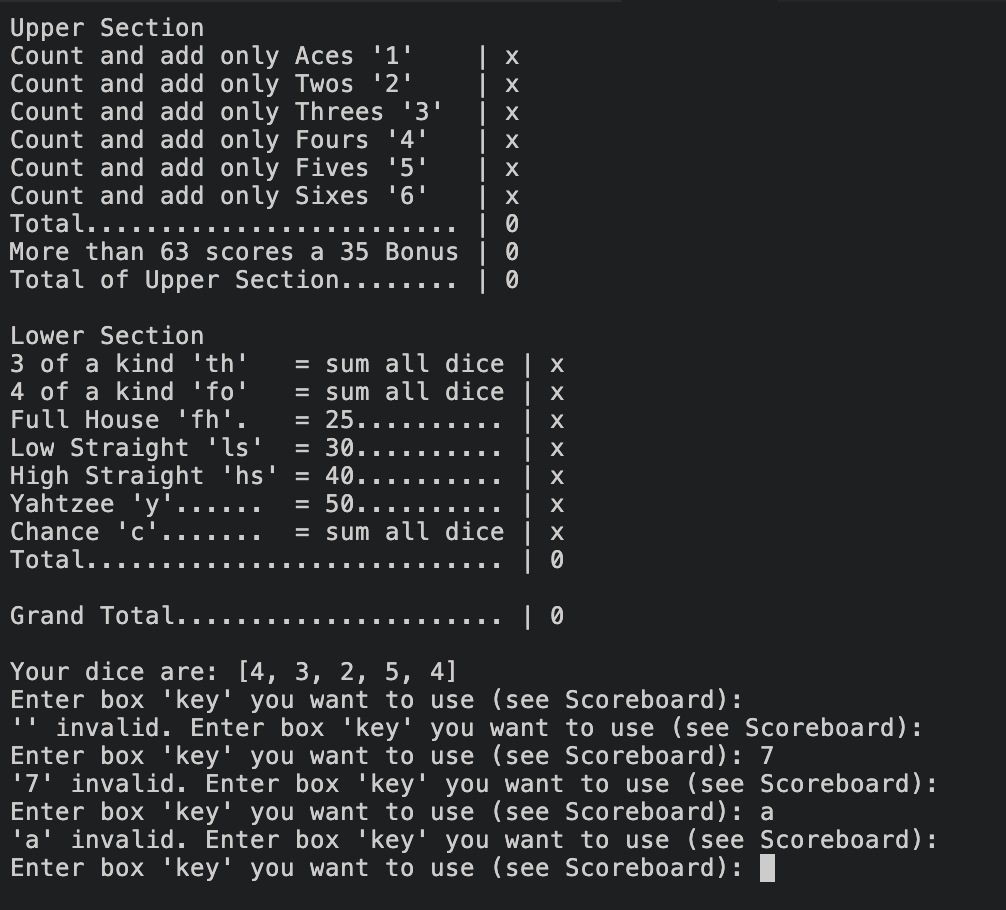 Upper Section
Count and add only Aces '1'    | x
Count and add only Twos '2'    | x
Count and add only Threes '3'  | x
Count and add only Fours '4'   | x
Count and add only Fives '5'   | x
Count and add only Sixes '6'   | x
Total......................... | 0
More than 63 scores a 35 Bonus | 0
Total of Upper Section........ | 0

Lower Section
3 of a kind 'th'   = sum all dice | x
4 of a kind 'fo'   = sum all dice | x
Full House 'fh'.   = 25.......... | x
Low Straight 'ls'  = 30.......... | x
High Straight 'hs' = 40.......... | x
Yahtzee 'y'......  = 50.......... | x
Chance 'c'.......  = sum all dice | x
Total............................ | 0

Grand Total...................... | 0

Your dice are: [4, 3, 2, 5, 4]
Enter box 'key' you want to use (see Scoreboard):
'' invalid. Enter box 'key' you want to use (see Scoreboard):
Enter box 'key' you want to use (see Scoreboard): 7
'7' invalid. Enter box 'key' you want to use (see Scoreboard):
Enter box 'key' you want to use (see Scoreboard): a
'a' invalid. Enter box 'key' you want to use (see Scoreboard):
Enter box 'key' you want to use (see Scoreboard):